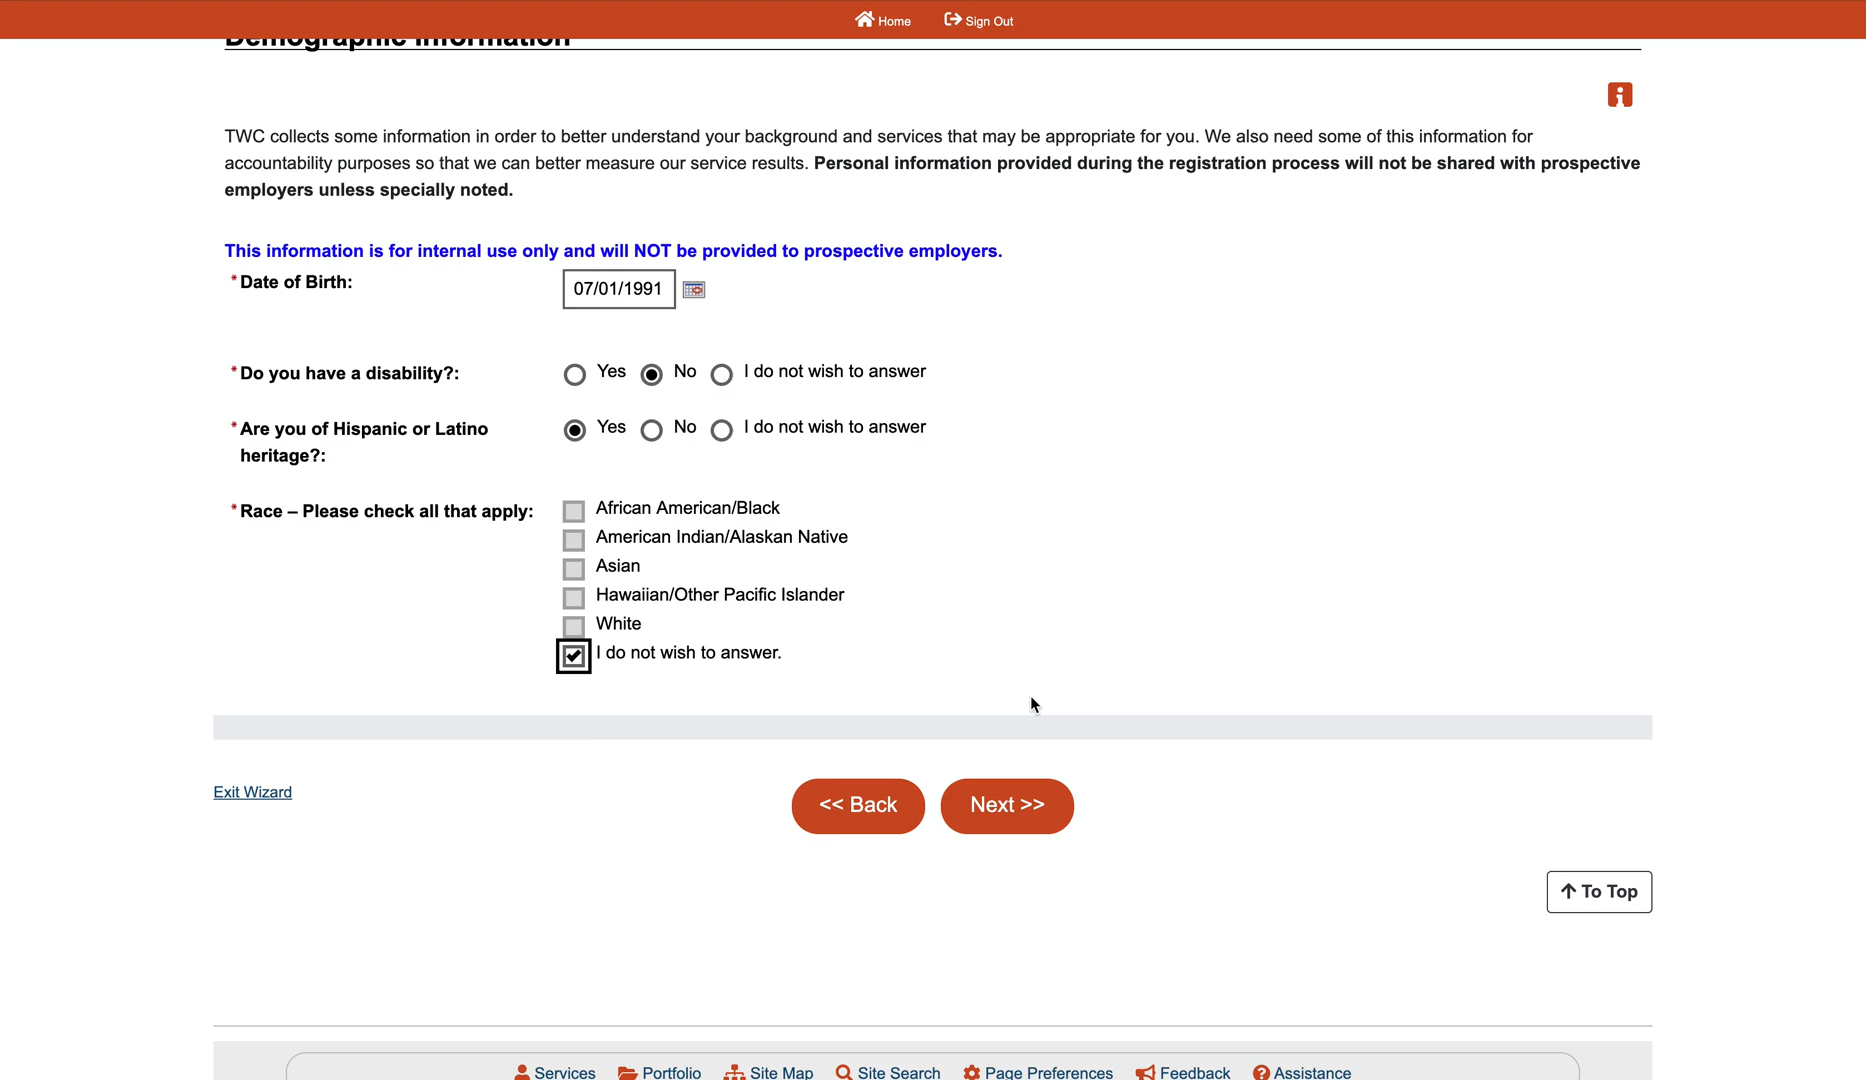 Home Sign Out
Demographic Information
TWC collects some information in order to better understand your background and services that may be appropriate for you. We also need some of this information for
accountability purposes so that we can better measure our service results. Personal information provided during the registration process will not be shared with prospective
employers unless specially noted.
This information is for internal use only and will NOT be provided to prospective employers.
*Date of Birth: 07/01/1991
*Do you have a disability?: Yes No I do not wish to answer
*Are you of Hispanic or Latino Yes No I do not wish to answer
heritage?:
*Race – Please check all that apply: African American/Black
American Indian/Alaskan Native
Asian
Hawaiian/Other Pacific Islander
White
I do not wish to answer.
Exit Wizard << Back Next >>
To Top
Services Portfolio Site Map Site Search Page Preferences Feedback Assistance